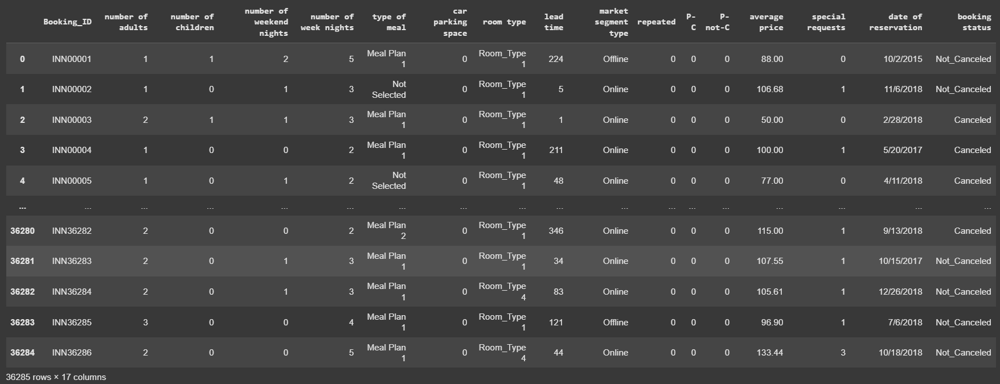 Booking_ID number of adults number of children number of weekend nights number of week nights type of meal car parking space room type lead time market segment type repeated P-C P-not-C average price special requests date of reservation booking status
0 INN00001 1 1 2 5 Meal Plan 1 0 Room_Type 1 224 Offline 0 0 0 88.00 0 10/2/2015 Not_Canceled
1 INN00002 1 0 1 3 Not Selected 0 Room_Type 1 5 Online 0 0 0 106.68 1 11/6/2018 Not_Canceled
2 INN00003 2 1 1 3 Meal Plan 1 0 Room_Type 1 1 Online 0 0 0 50.00 0 2/28/2018 Canceled
3 INN00004 1 0 0 2 Meal Plan 1 0 Room_Type 1 211 Online 0 0 0 100.00 1 5/20/2017 Canceled
4 INN00005 1 0 1 2 Not Selected 0 Room_Type 1 48 Online 0 0 0 77.00 0 4/11/2018 Canceled
... ... ... ... ... ... ... ... ... ... ... ... ... ... ... ... ... ...
36280 INN36282 2 0 0 2 Meal Plan 2 0 Room_Type 1 346 Online 0 0 0 115.00 1 9/13/2018 Canceled
36281 INN36283 2 0 1 3 Meal Plan 1 0 Room_Type 1 34 Online 0 0 0 107.55 1 10/15/2017 Not_Canceled
36282 INN36284 2 0 1 3 Meal Plan 1 0 Room_Type 4 83 Online 0 0 0 105.61 1 12/26/2018 Not_Canceled
36283 INN36285 3 0 0 4 Meal Plan 1 0 Room_Type 1 121 Offline 0 0 0 96.90 1 7/6/2018 Not_Canceled
36284 INN36286 2 0 0 5 Meal Plan 1 0 Room_Type 4 44 Online 0 0 0 133.44 3 10/18/2018 Not_Canceled
36285 rows × 17 columns